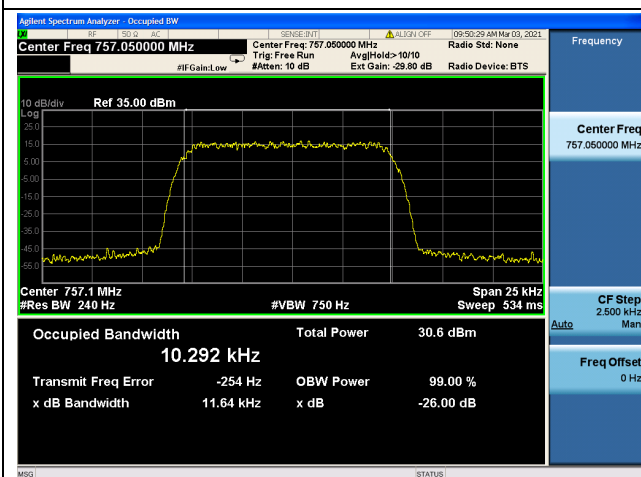 Agilent Spectrum Analyzer - Occupied BW
LXI RF 50 Ω AC SENSE:INT ALIGN OFF 09:50:29 AM Mar 03, 2021
Center Freq 757.050000 MHz Center Freq: 757.050000 MHz Radio Std: None
Trig: Free Run Avg|Hold>10/10
#IFGain:Low #Atten: 10 dB Ext Gain: -29.80 dB Radio Device: BTS
Frequency
10 dB/div Ref 35.00 dBm
Log
25.0
15.0
5.00
-5.00
-15.0
-25.0
-35.0
-45.0
-55.0
Center 757.1 MHz Span 25 kHz
#Res BW 240 Hz #VBW 750 Hz Sweep 534 ms
Occupied Bandwidth Total Power 30.6 dBm
10.292 kHz
Transmit Freq Error -254 Hz OBW Power 99.00 %
x dB Bandwidth 11.64 kHz x dB -26.00 dB
Center Freq
757.050000 MHz
CF Step
2.500 kHz
Auto Man
Freq Offset
0 Hz
MSG STATUS